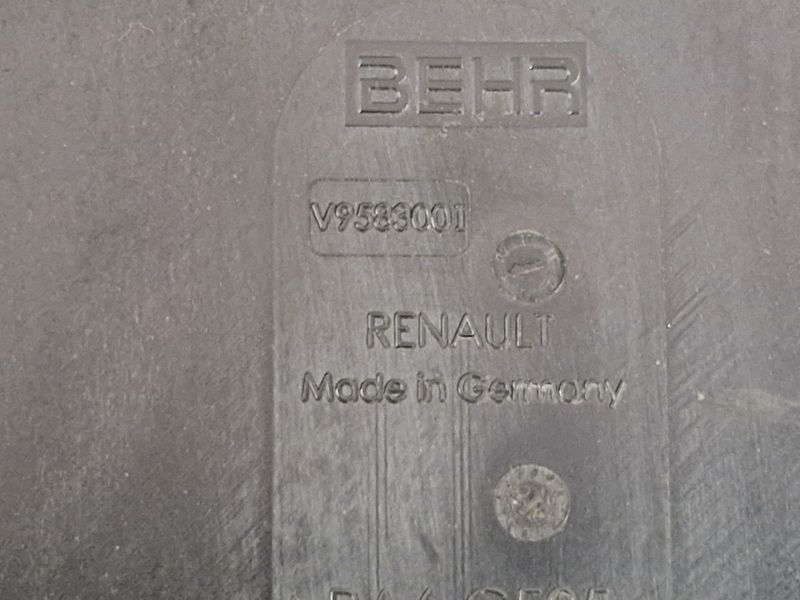 BEHR
V9583001
RENAULT
Made in Germany